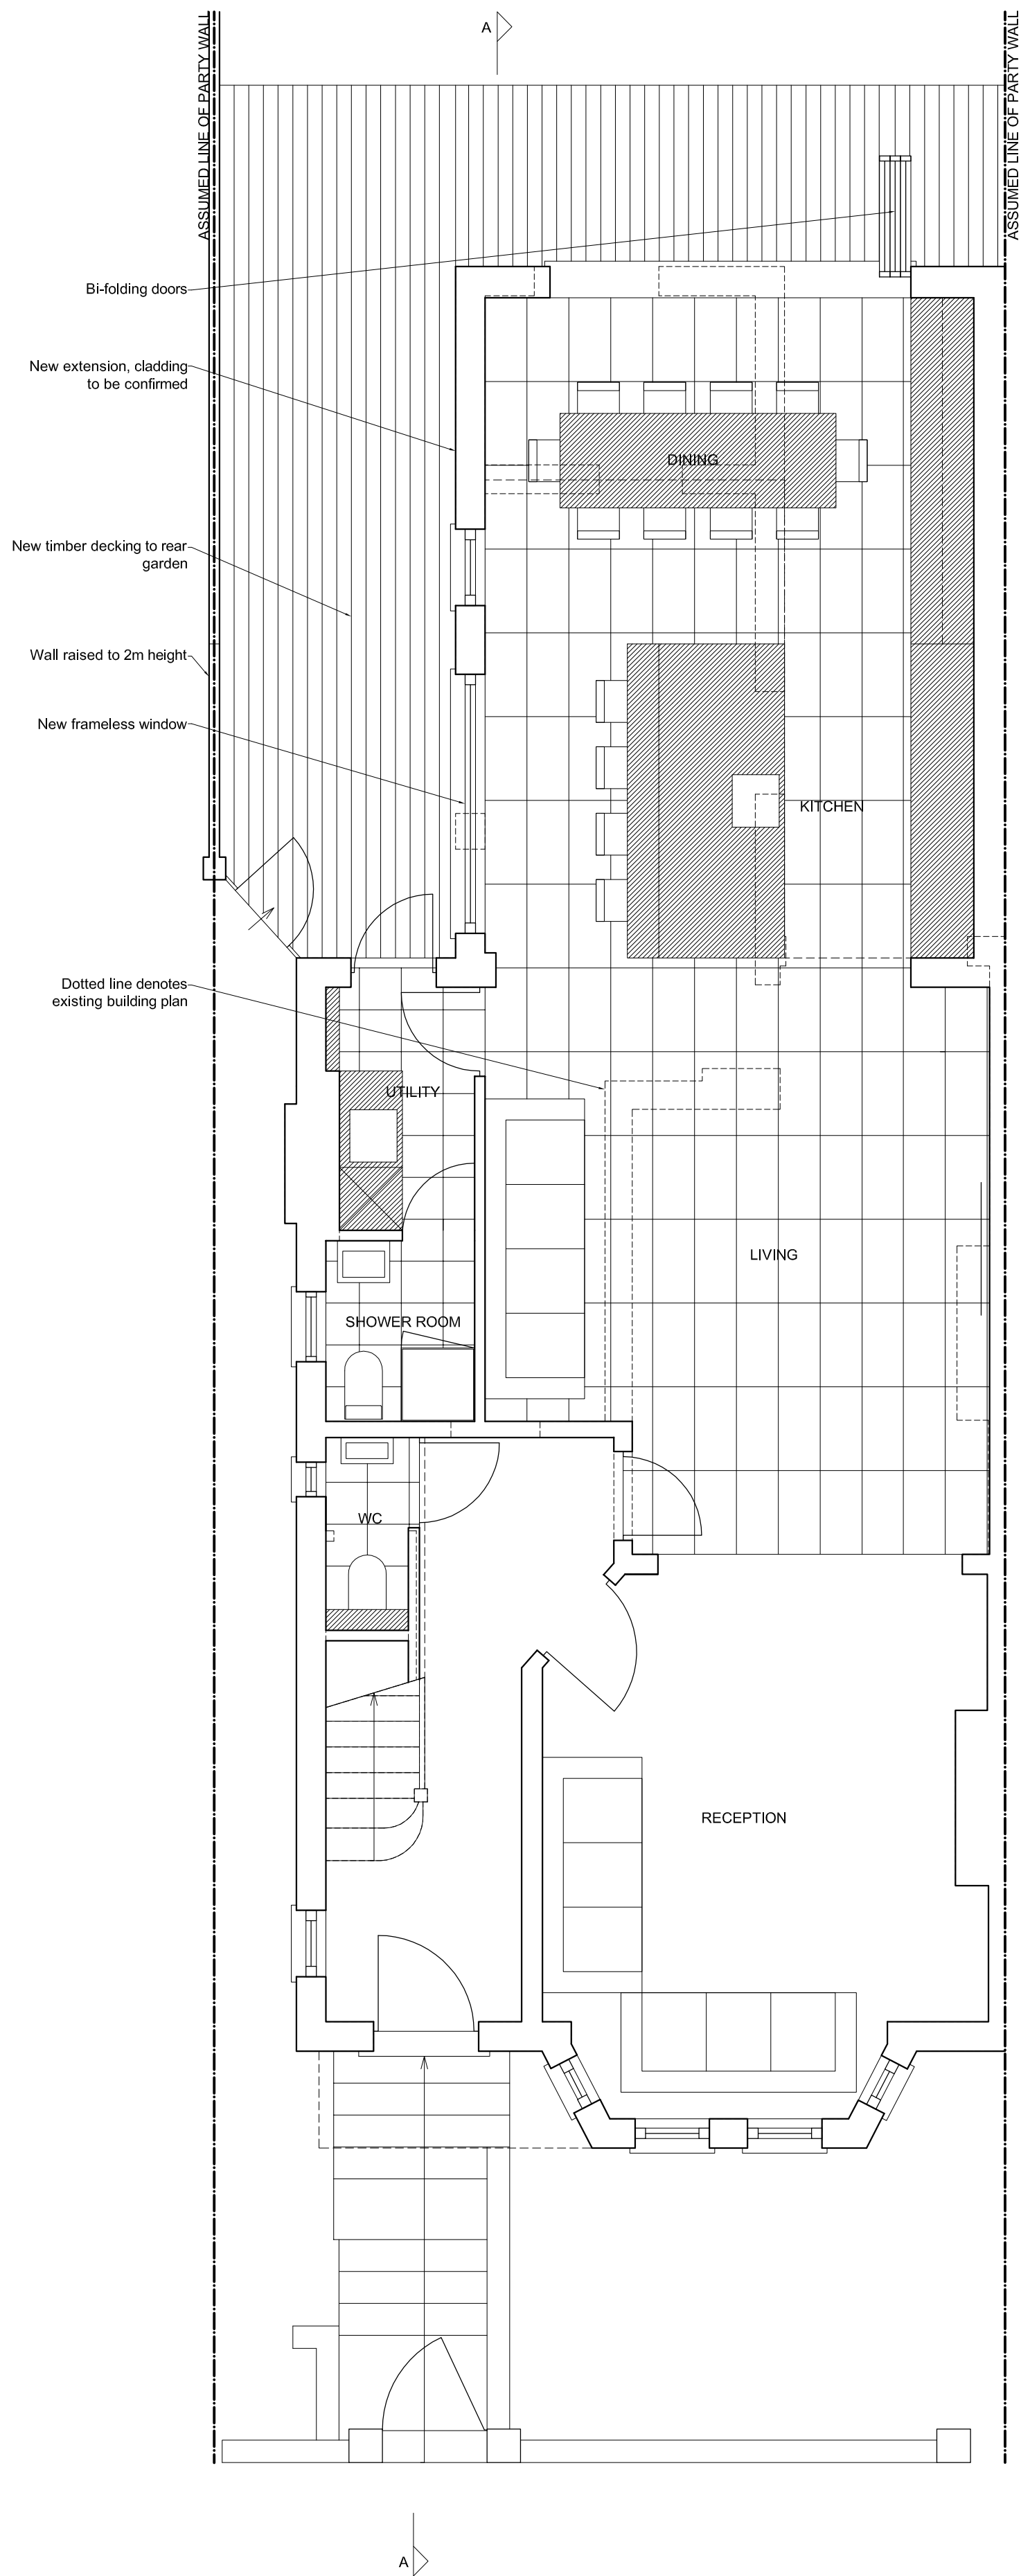 A
ASSUMED LINE OF PARTY WALL
ASSUMED LINE OF PARTY WALL
Bi-folding doors
New extension, cladding
to be confirmed
DINING
New timber decking to rear
garden
Wall raised to 2m height
New frameless window
KITCHEN
Dotted line denotes
existing building plan
UTILITY
LIVING
SHOWER ROOM
WC
RECEPTION
A